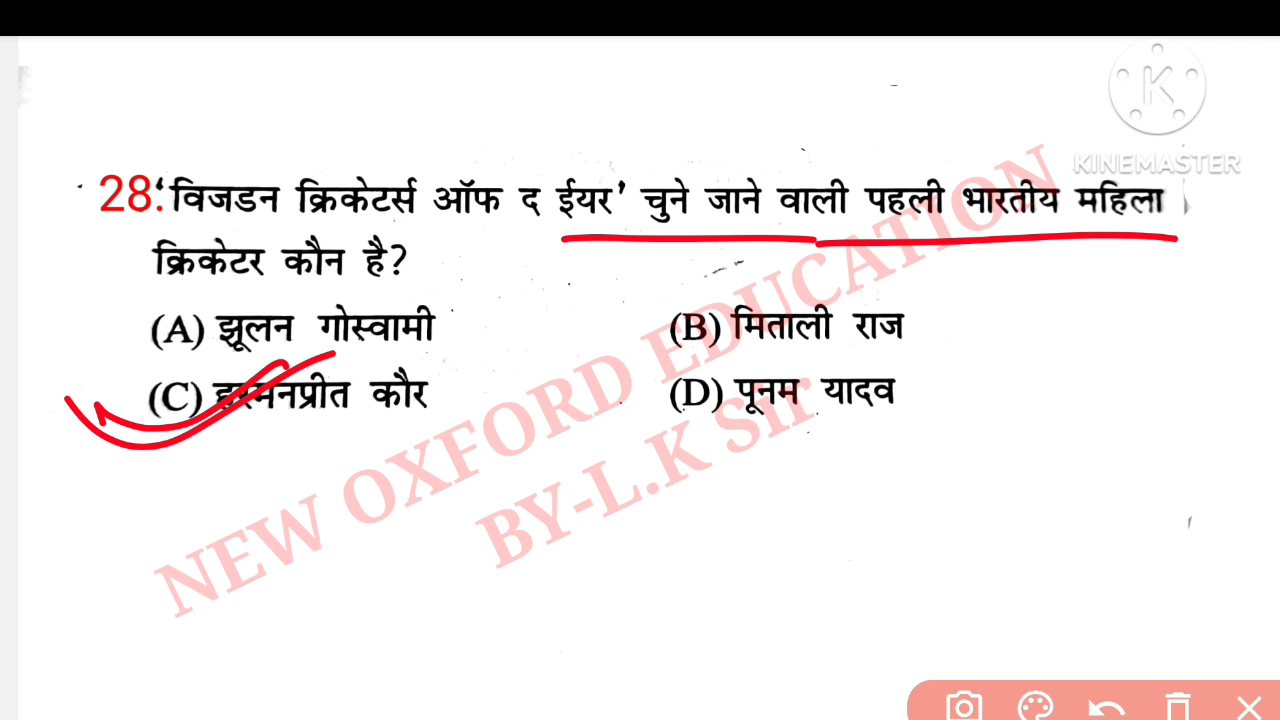 KINEMASTER
28.‘विजडन क्रिकेटर्स ऑफ द ईयर’ चुने जाने वाली पहली भारतीय महिला
क्रिकेटर कौन है?
(A) झूलन गोस्वामी (B) मिताली राज
(C) हरमनप्रीत कौर (D) पूनम यादव
NEW OXFORD EDUCATION
BY-L.K Sir